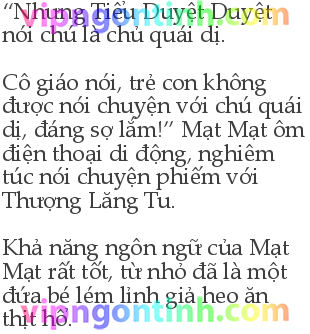 “Nhưng Tiểu Duyệt Duyệt
nói chú là chú quái dị.
Cô giáo nói, trẻ con không
được nói chuyện với chú quái
dị, đáng sợ lắm!” Mạt Mạt ôm
điện thoại di động, nghiêm
túc nói chuyện phiếm với
Thượng Lăng Tu.
Khả năng ngôn ngữ của Mạt
Mạt rất tốt, từ nhỏ đã là một
đứa bé lém lỉnh giả heo ăn
thịt hổ.
vipngontinh.com
vipngontinh.com